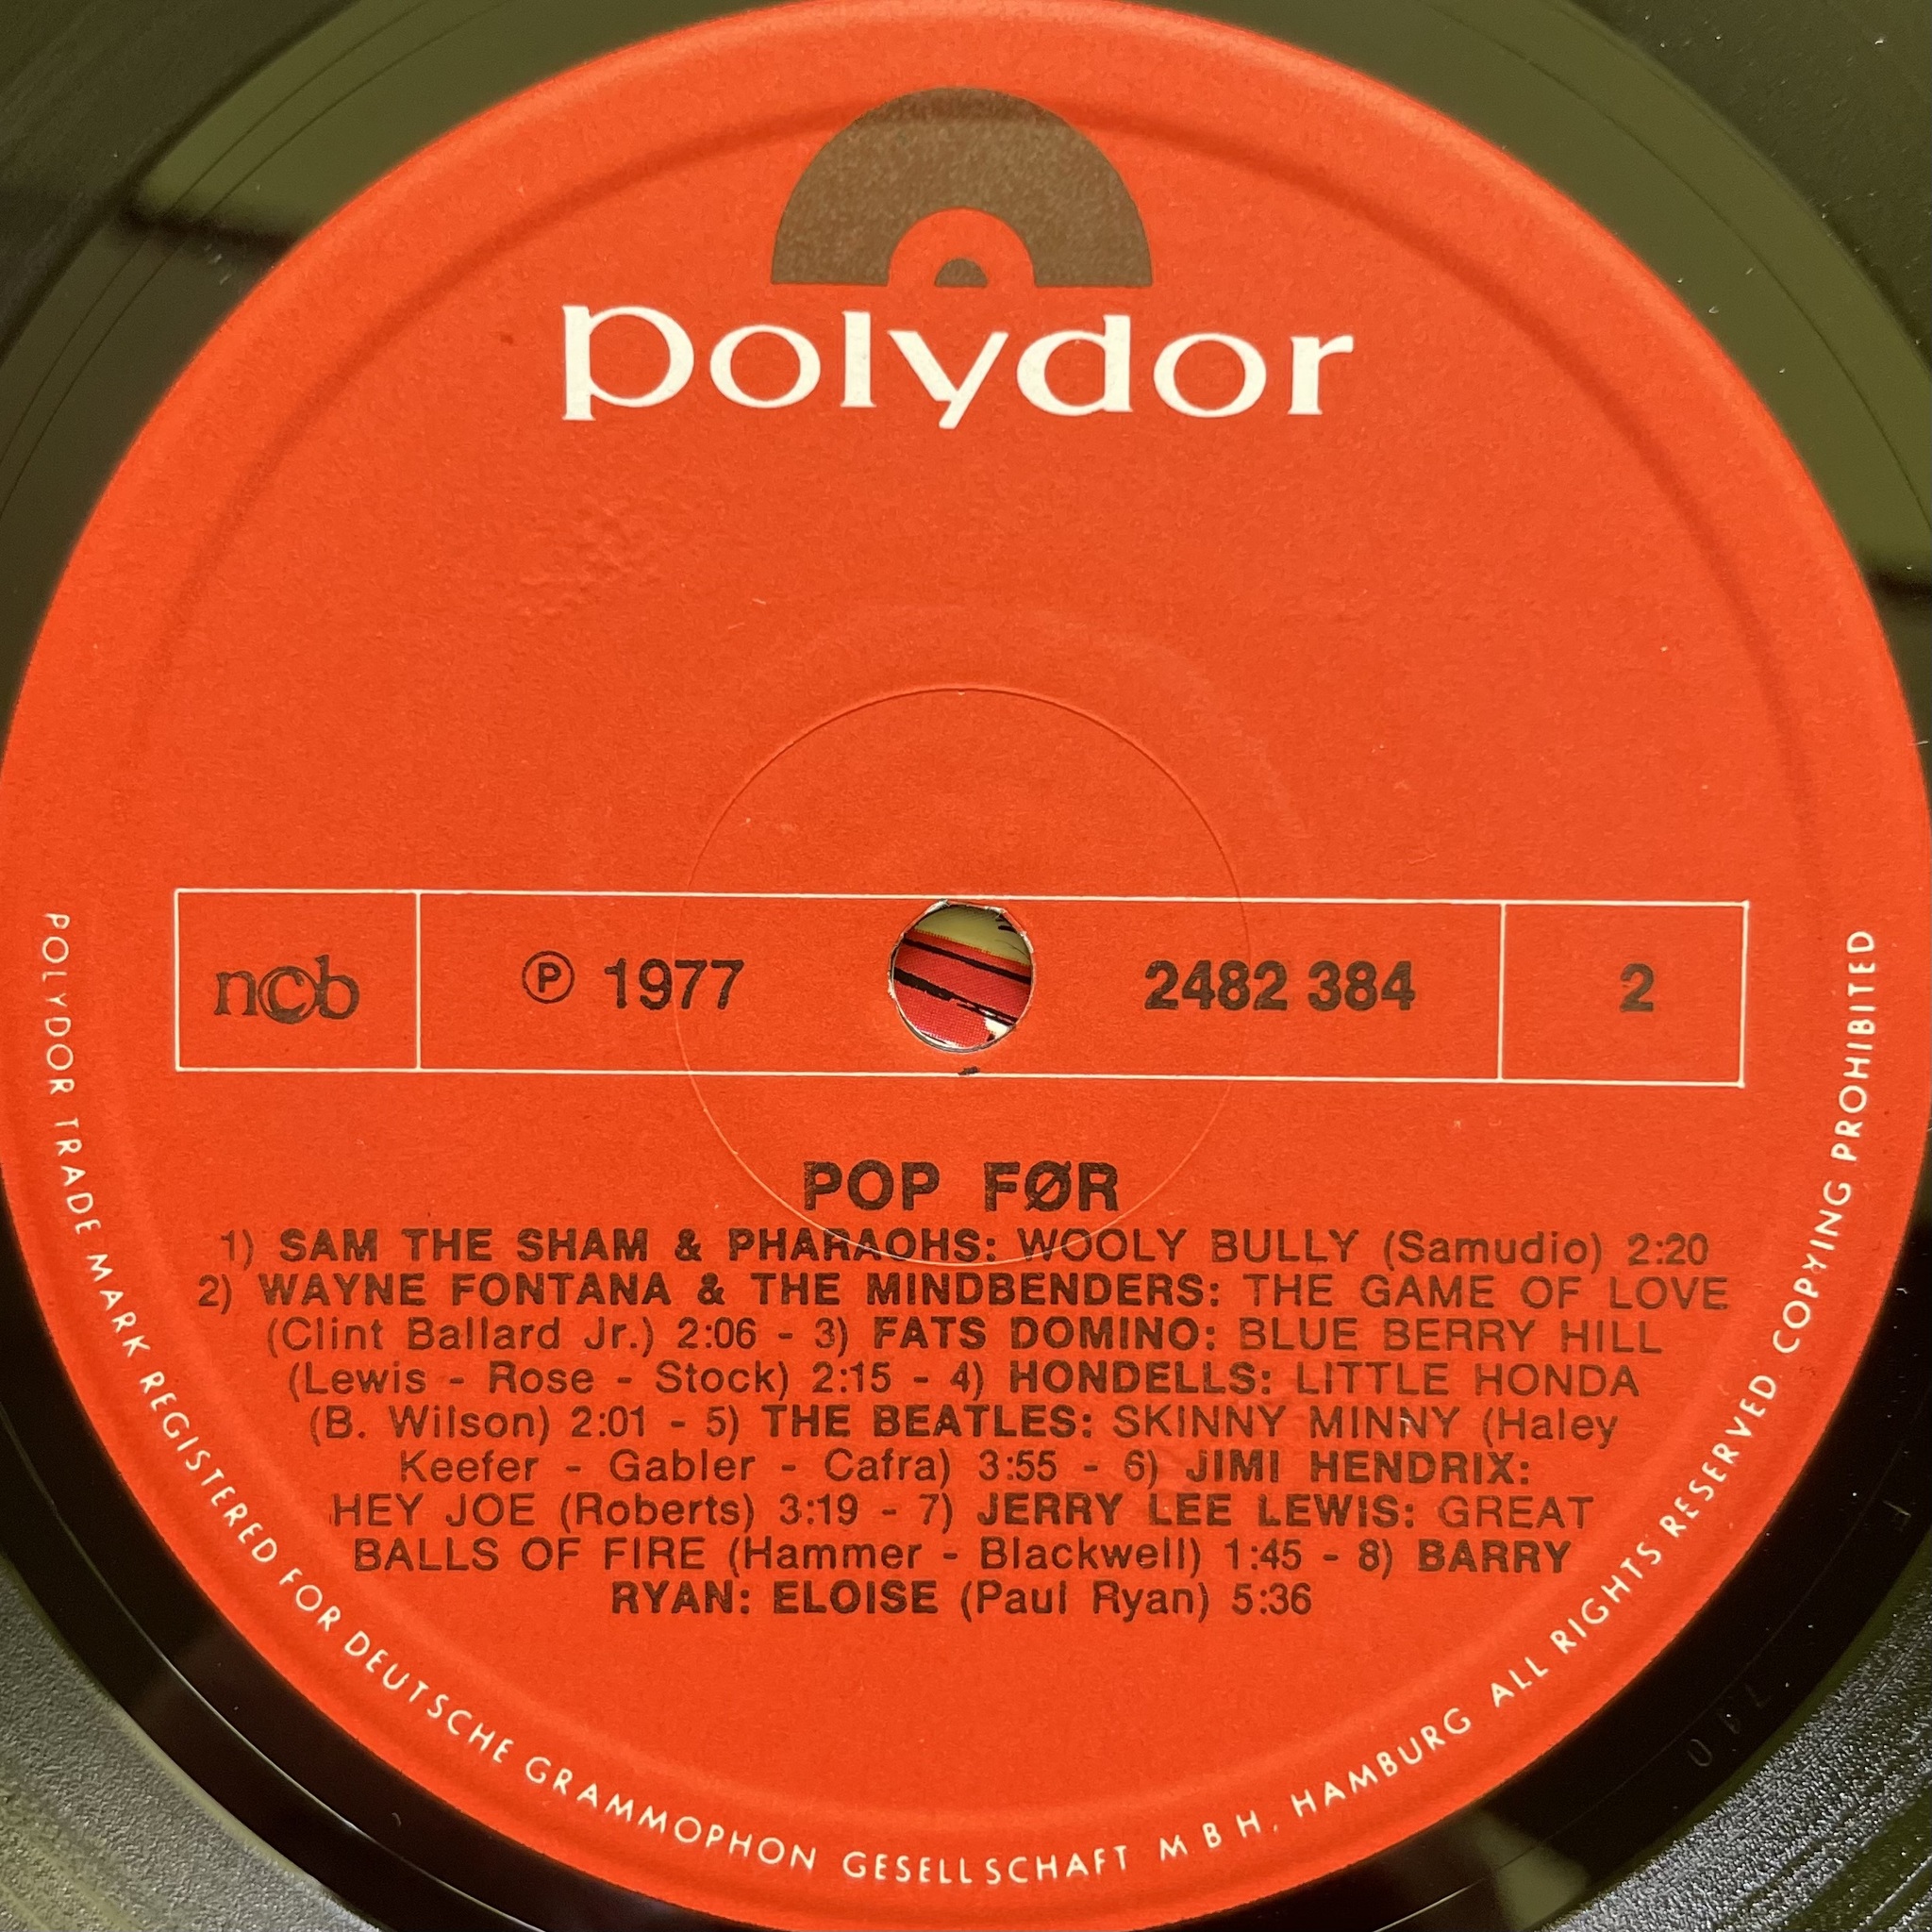 polydor
ncb
℗ 1977
2482 384
2
POP FØR
1) SAM THE SHAM & PHARAOHS: WOOLY BULLY (Samudio) 2:20
2) WAYNE FONTANA & THE MINDBENDERS: THE GAME OF LOVE
(Clint Ballard Jr.) 2:06 - 3) FATS DOMINO: BLUE BERRY HILL
(Lewis - Rose - Stock) 2:15 - 4) HONDELLS: LITTLE HONDA
(B. Wilson) 2:01 - 5) THE BEATLES: SKINNY MINNY (Haley
Keefer - Gabler - Cafra) 3:55 - 6) JIMI HENDRIX:
HEY JOE (Roberts) 3:19 - 7) JERRY LEE LEWIS: GREAT
BALLS OF FIRE (Hammer - Blackwell) 1:45 - 8) BARRY
RYAN: ELOISE (Paul Ryan) 5:36
POLYDOR TRADE MARK REGISTERED FOR DEUTSCHE GRAMMOPHON GESELLSCHAFT M B H, HAMBURG ALL RIGHTS RESERVED COPYING PROHIBITED